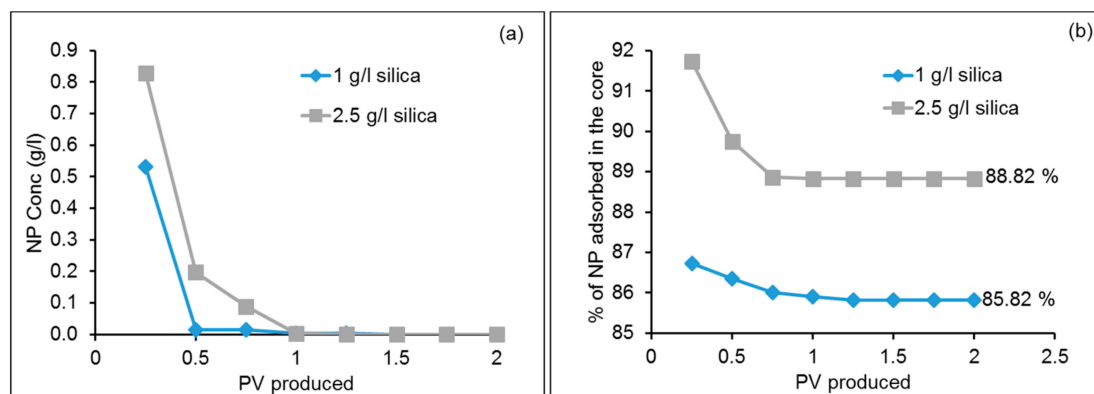 (a)
0.9
0.8
0.7
0.6
0.5
0.4
0.3
0.2
0.1
0.0
NP Conc (g/l)
1 g/l silica
2.5 g/l silica
0 0.5 1 1.5 2
PV produced
(b)
92
91
90
89
88
87
86
85
% of NP adsorbed in the core
1 g/l silica
2.5 g/l silica
88.82 %
85.82 %
0 0.5 1 1.5 2 2.5
PV produced